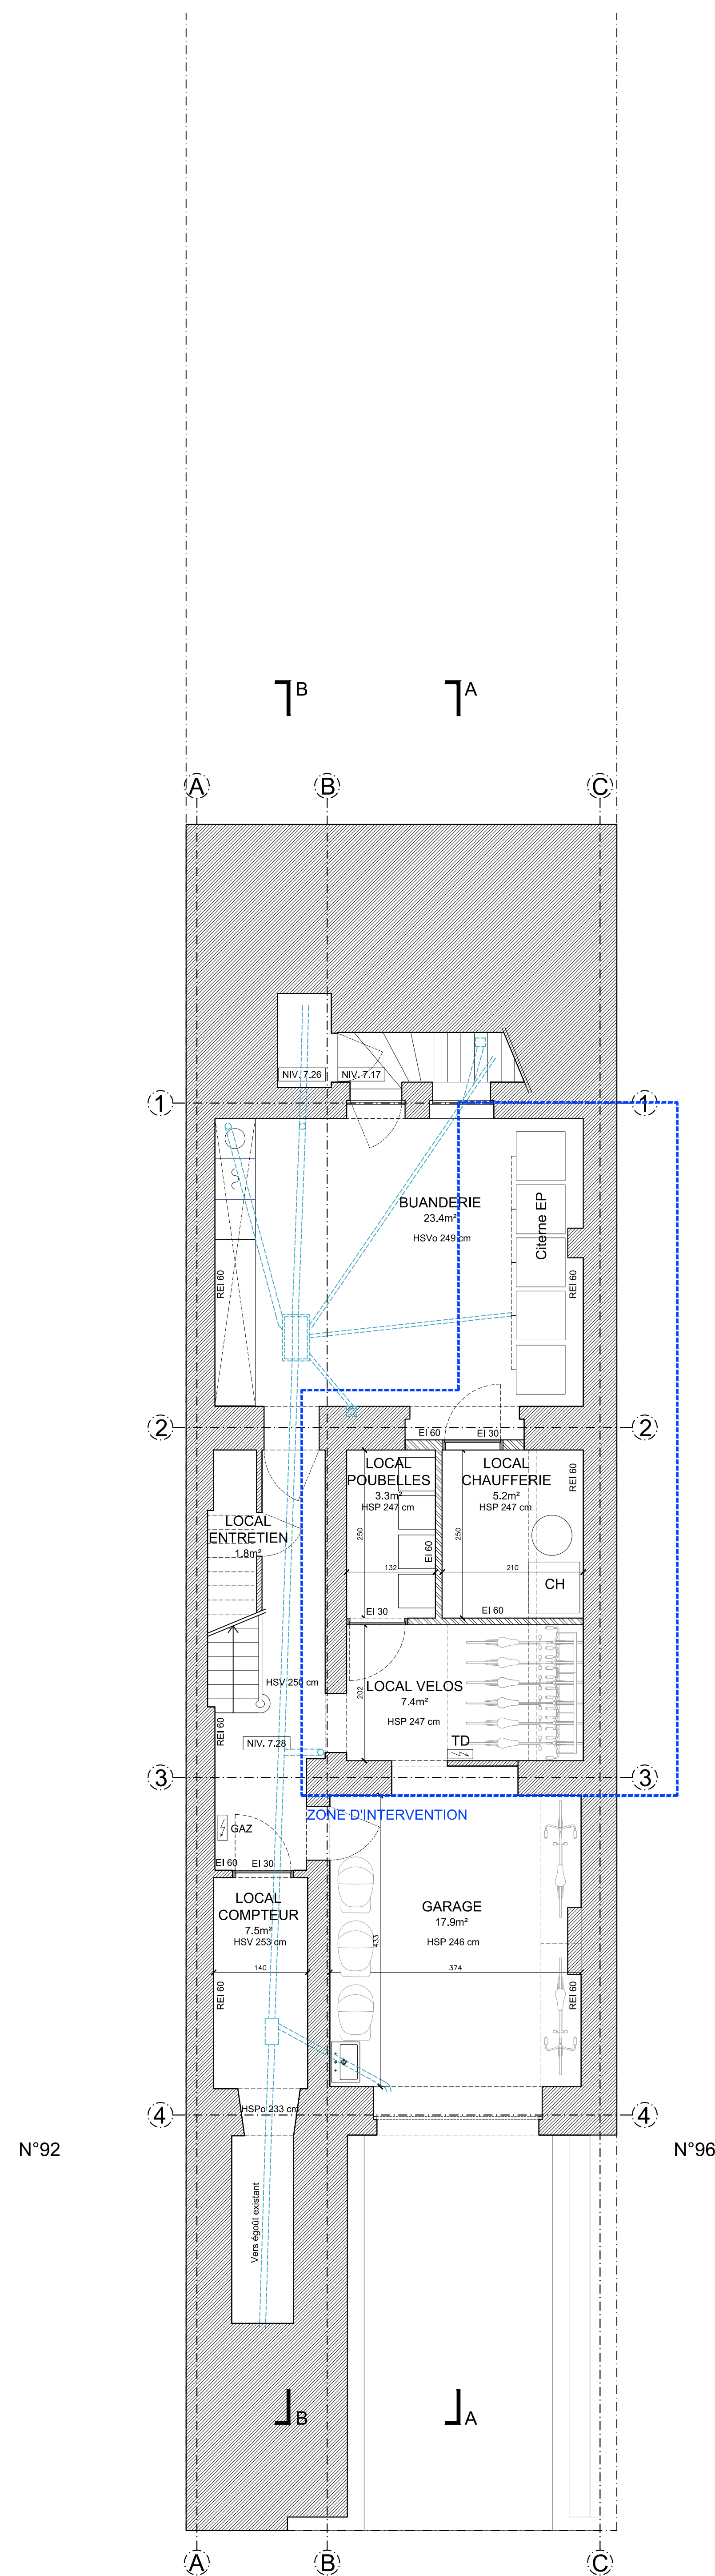 B
A
A
B
C
NIV. 7.26
NIV. 7.17
1
1
BUANDERIE
23.4m²
HSVo 249 cm
Citerne EP
REI 60
REI 60
2
2
EI 60
EI 30
LOCAL
POUBELLES
3.3m²
HSP 247 cm
LOCAL
CHAUFFERIE
5.2m²
HSP 247 cm
REI 60
LOCAL
ENTRETIEN
1.8m²
250
250
EI 60
132
210
CH
EI 30
EI 60
HSV 250 cm
LOCAL VELOS
7.4m²
202
HSP 247 cm
REI 60
NIV. 7.28
TD
3
3
ZONE D'INTERVENTION
GAZ
EI 60
EI 30
LOCAL
COMPTEUR
7.5m²
HSV 253 cm
GARAGE
17.9m²
HSP 246 cm
433
140
374
REI 60
REI 60
HSPo 233 cm
4
4
N°92
N°96
Vers égoût existant
B
A
A
B
C